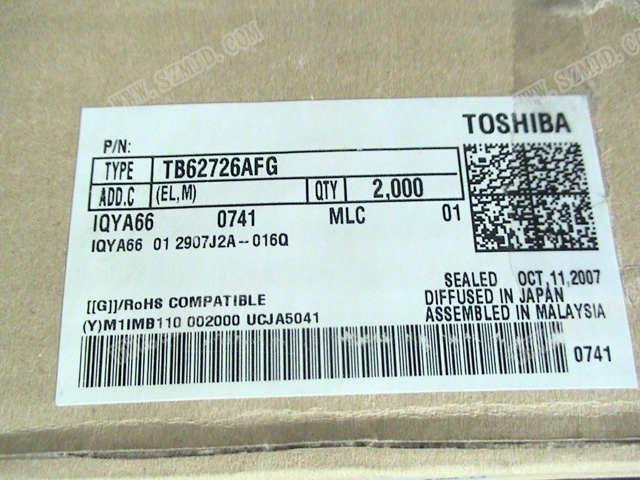 WWW.SZMJD.COM
WWW.SZMJD.COM
TOSHIBA
P/N:
TYPE TB62726AFG
ADD.C (EL,M) QTY 2,000
IQYA66 0741 MLC 01
IQYA66 01 2907J2A--016Q
SEALED OCT,11,2007
[[G]]/RoHS COMPATIBLE DIFFUSED IN JAPAN
(Y)M1IMB110 002000 UCJA5041 ASSEMBLED IN MALAYSIA
0741